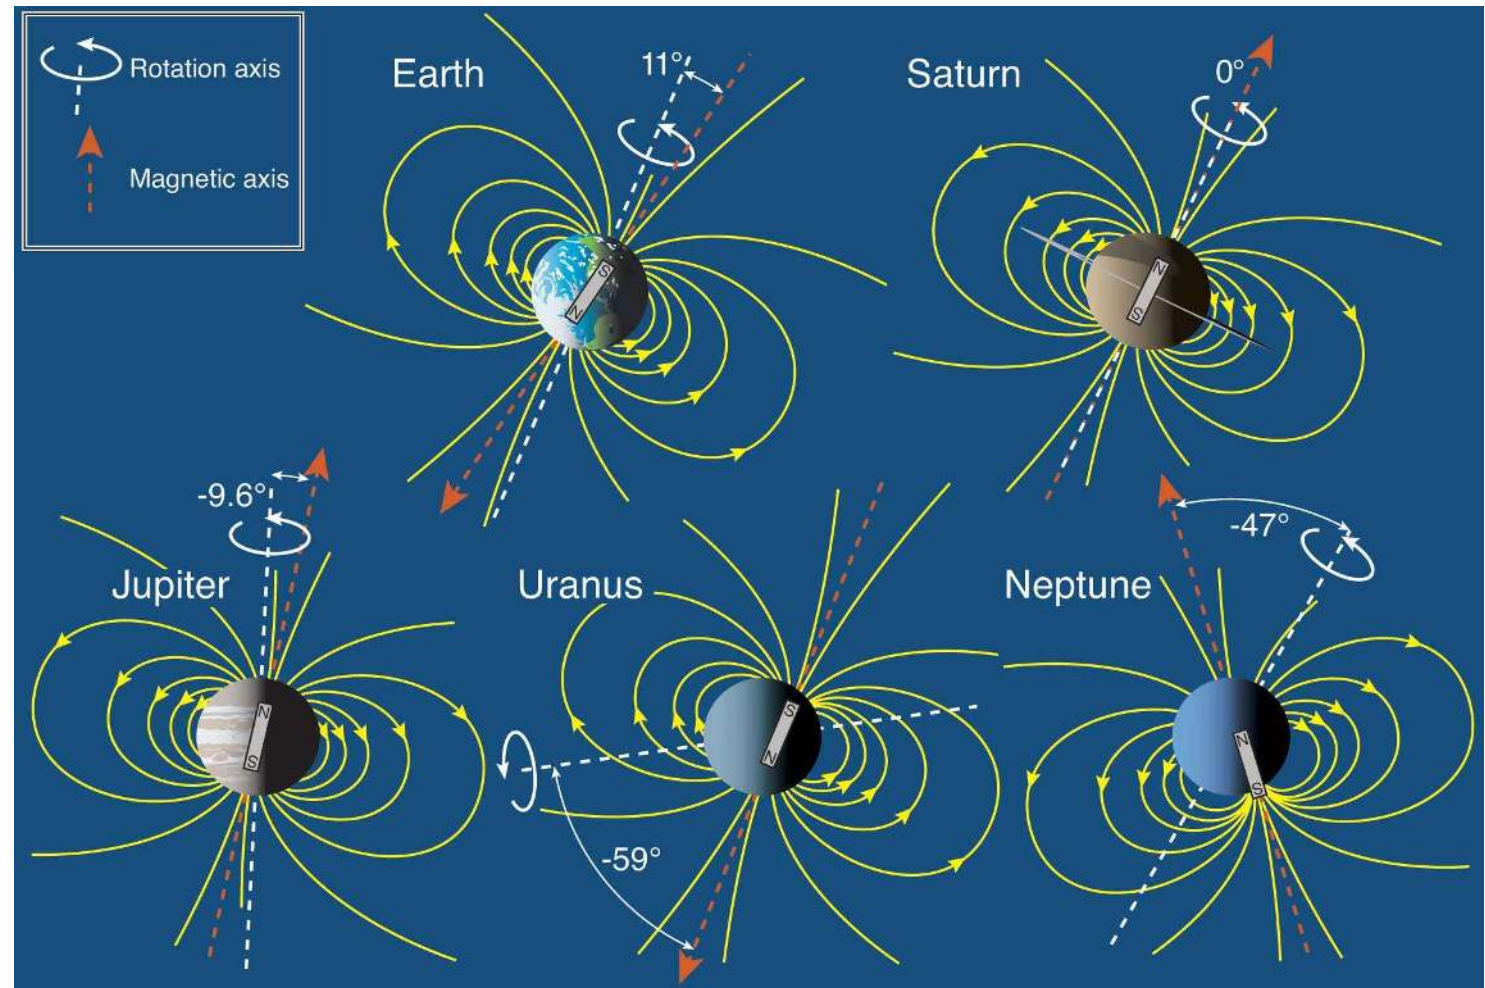 Rotation axis
Magnetic axis
Earth
11°
S
N
Saturn
0°
N
S
-9.6°
Jupiter
N
S
Uranus
S
N
-59°
Neptune
-47°
N
S